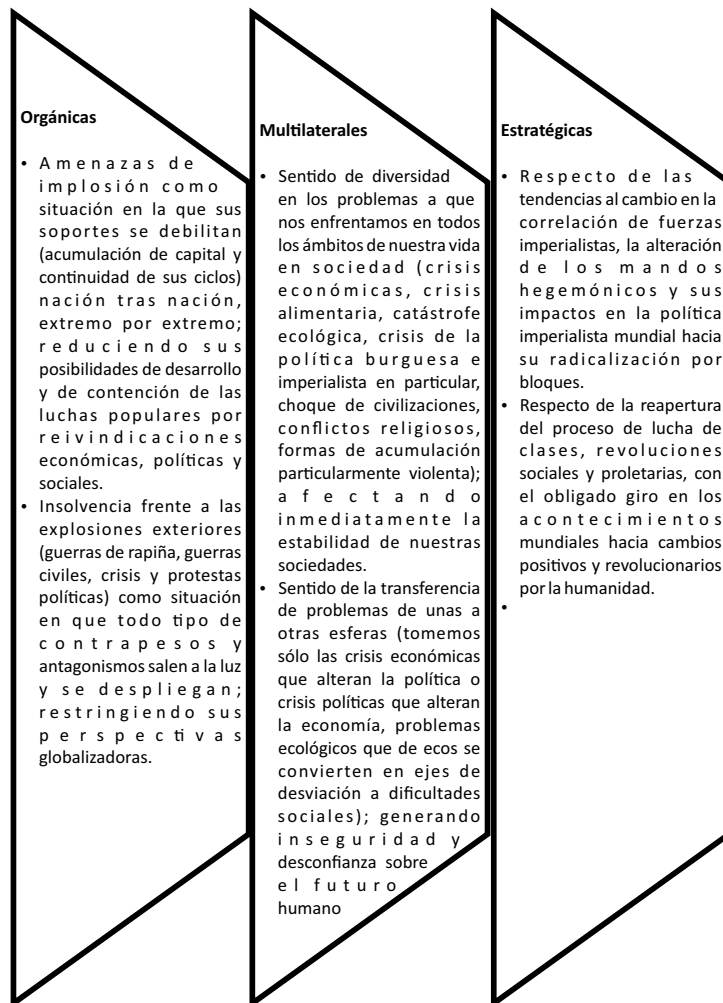 Orgánicas
• Amenazas de
implosión como
situación en la que sus
soportes se debilitan
(acumulación de capital y
continuidad de sus ciclos)
nación tras nación,
extremo por extremo;
reduciendo sus
posibilidades de desarrollo
y de contención de las
luchas populares por
reivindicaciones
económicas, políticas y
sociales.
• Insolvencia frente a las
explosiones exteriores
(guerras de rapiña, guerras
civiles, crisis y protestas
políticas) como situación
en que todo tipo de
contrapesos y
antagonismos salen a la luz
y se despliegan;
restringiendo sus
perspectivas
globalizadoras.
Multilaterales
• Sentido de diversidad
en los problemas a que
nos enfrentamos en todos
los ámbitos de nuestra vida
en sociedad (crisis
económicas, crisis
alimentaria, catástrofe
ecológica, crisis de la
política burguesa e
imperialista en particular,
choque de civilizaciones,
conflictos religiosos,
formas de acumulación
particularmente violenta);
afectando
inmediatamente la
estabilidad de nuestras
sociedades.
• Sentido de la transferencia
de problemas de unas a
otras esferas (tomemos
sólo las crisis económicas
que alteran la política o
crisis políticas que alteran
la economía, problemas
ecológicos que de ecos se
convierten en ejes de
desviación a dificultades
sociales); generando
inseguridad y
desconfianza sobre
el futuro
humano
Estratégicas
• Respecto de las
tendencias al cambio en la
correlación de fuerzas
imperialistas, la alteración
de los mandos
hegemónicos y sus
impactos en la política
imperialista mundial hacia
su radicalización por
bloques.
• Respecto de la reapertura
del proceso de lucha de
clases, revoluciones
sociales y proletarias, con
el obligado giro en los
acontecimientos
mundiales hacia cambios
positivos y revolucionarios
por la humanidad.
•